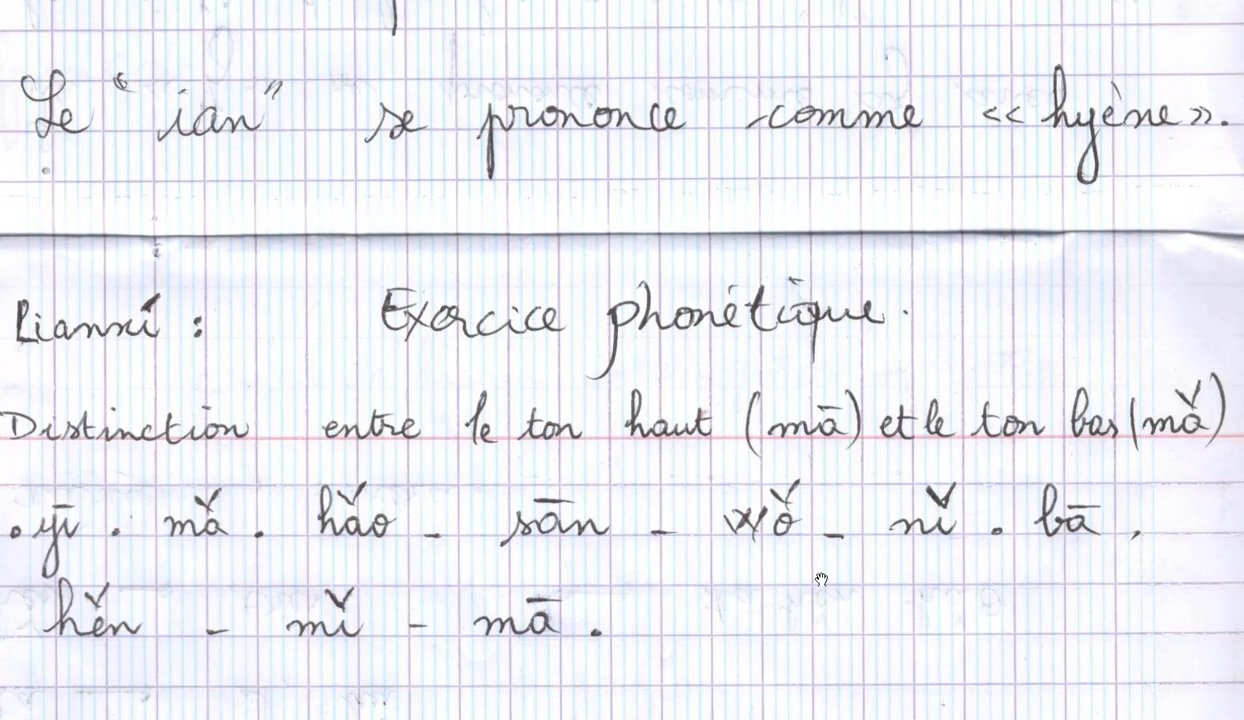 Le "ian" se prononce comme << hyène >>.
Lianxí : Exercice phonétique.
Distinction entre le ton haut (mā) et le ton bas (mǎ)
. yī . mǎ . hǎo - sān - wǒ - nǐ . bā ,
hěn - mǐ - mā .